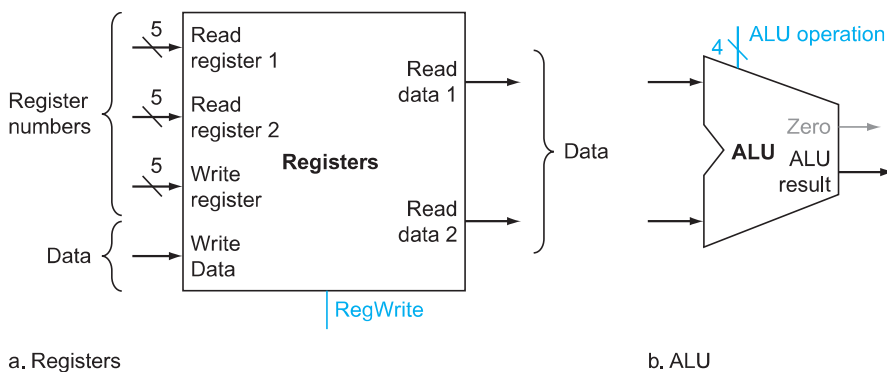 Register
numbers
5
Read
register 1
5
Read
register 2
5
Write
register
Data
Write
Data
Registers
Read
data 1
Read
data 2
Data
RegWrite
4
ALU operation
Zero
ALU
ALU
result
a. Registers
b. ALU